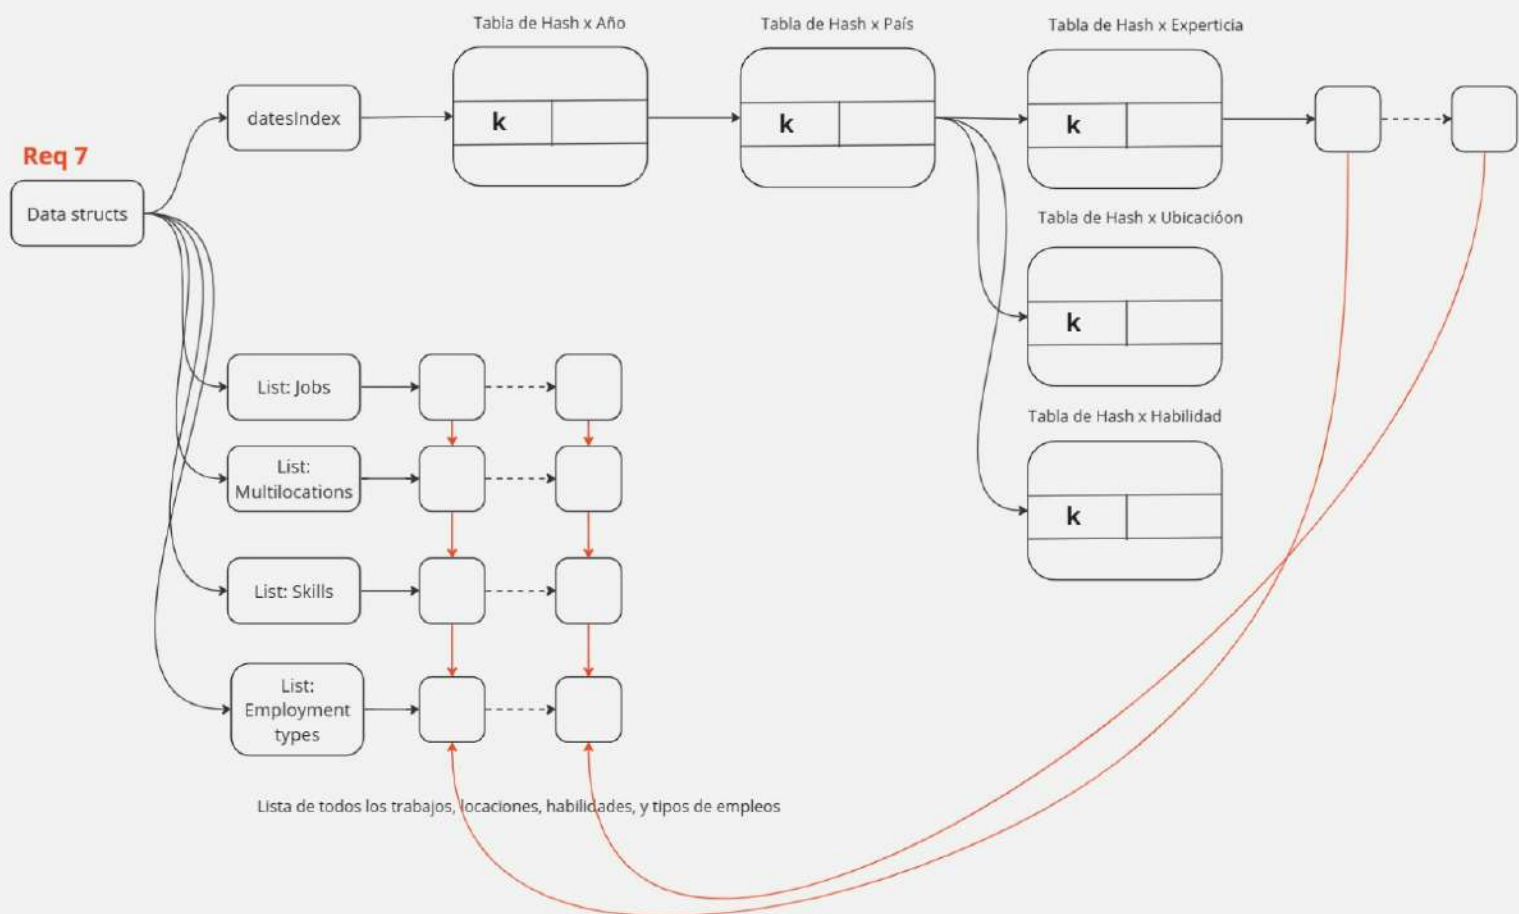 Tabla de Hash x Año
Tabla de Hash x País
Tabla de Hash x Experticia
datesIndex
k
k
k
Req 7
Data structs
Tabla de Hash x Ubicacióon
k
List: Jobs
Tabla de Hash x Habilidad
List:
Multilocations
k
List: Skills
List:
Employment
types
Lista de todos los trabajos, locaciones, habilidades, y tipos de empleos